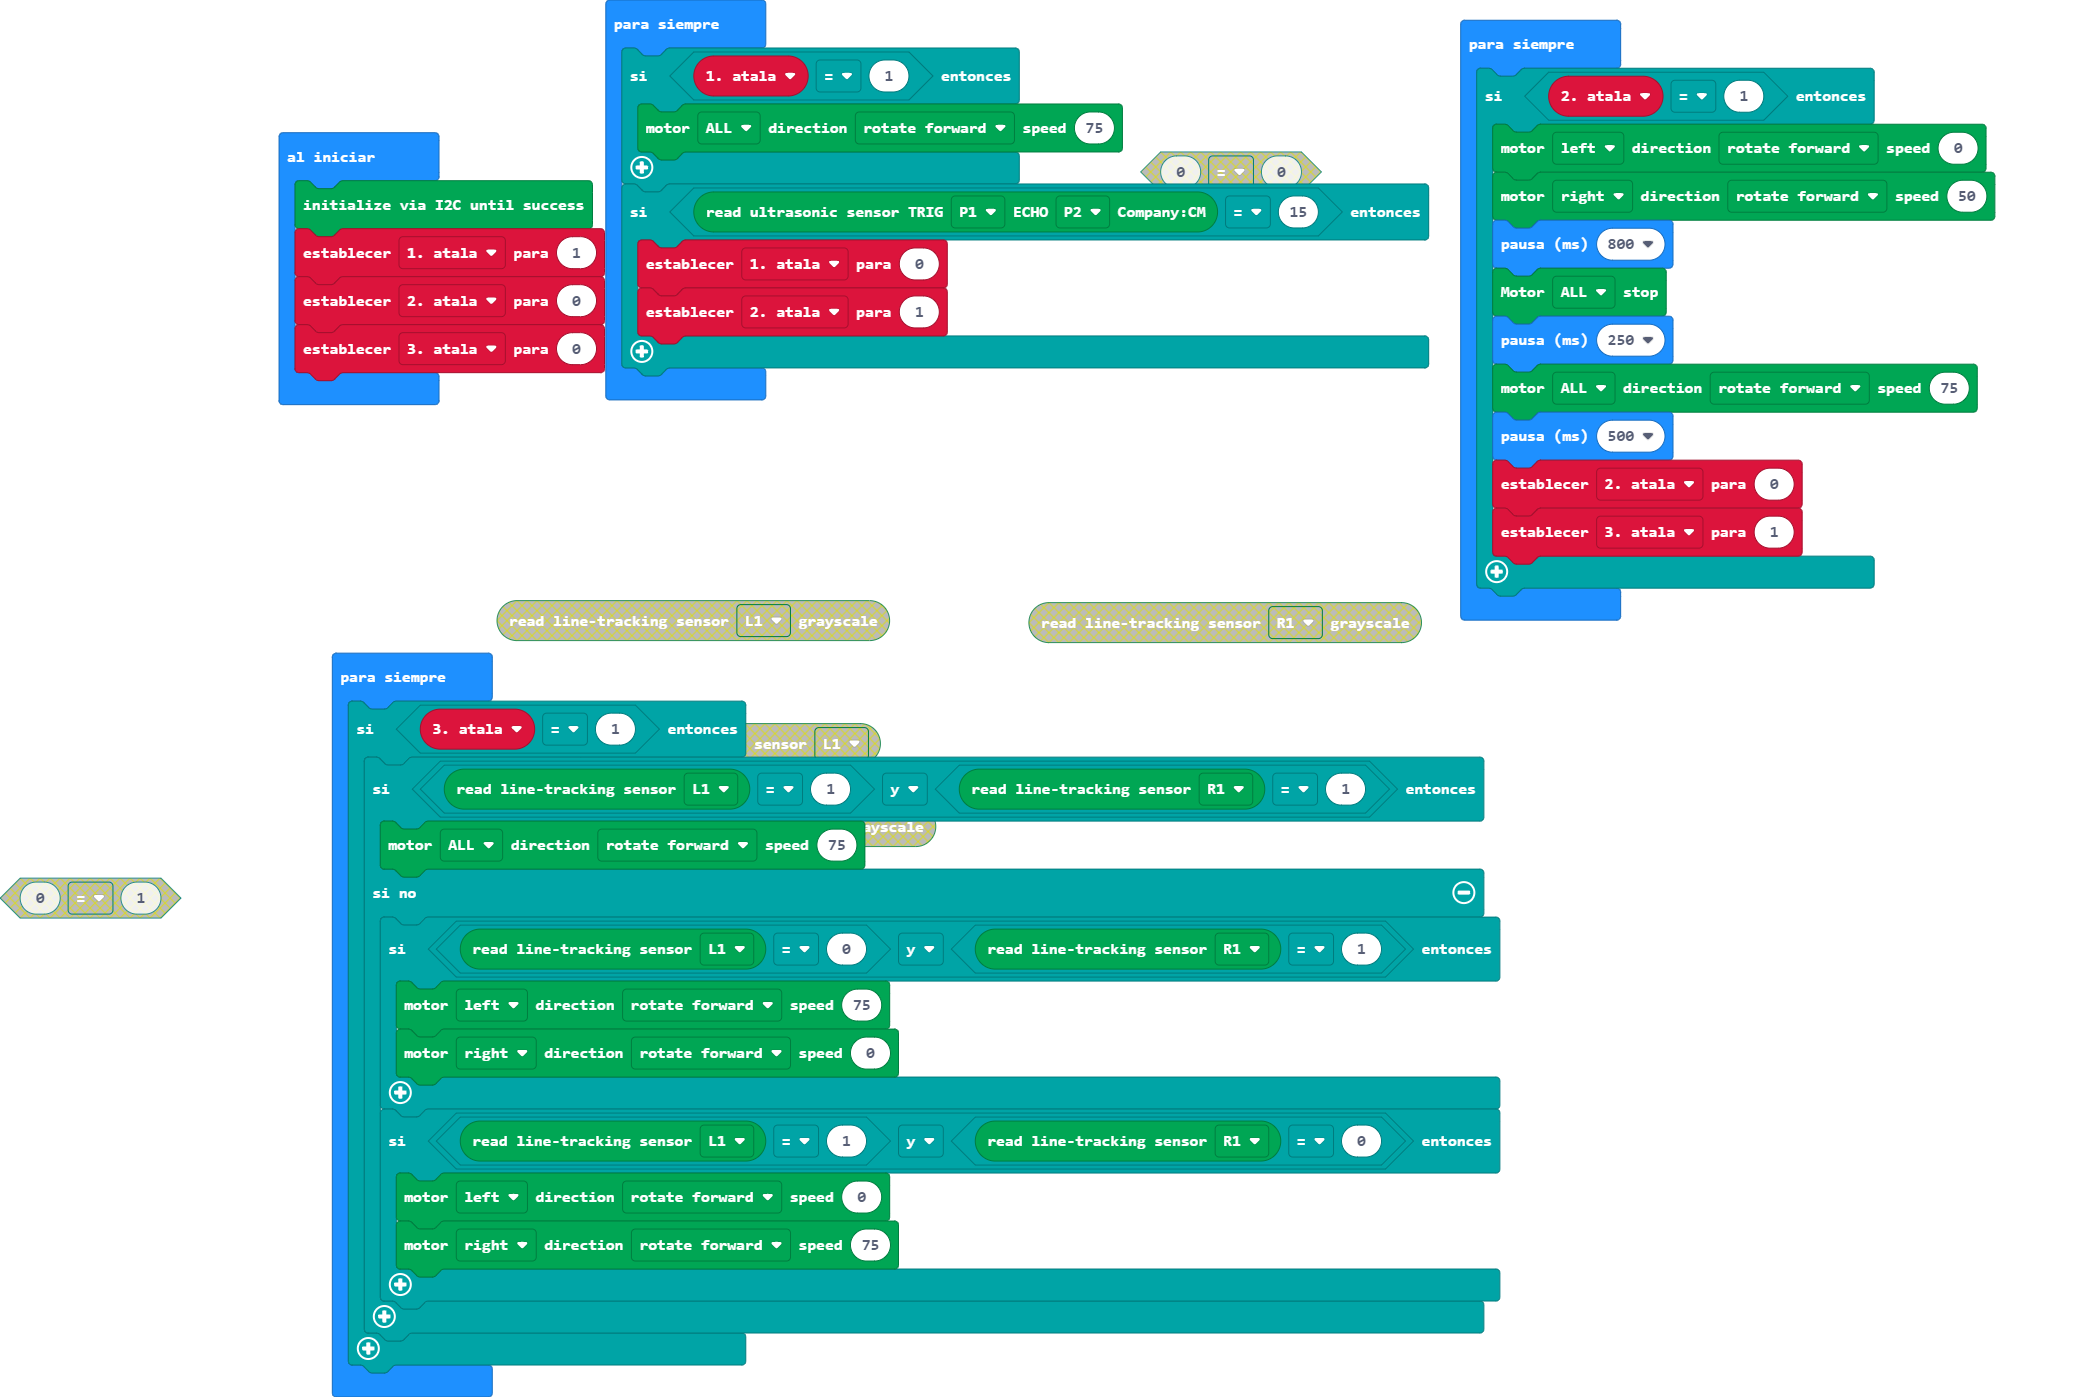 al iniciar
initialize via I2C until success
establecer 1. atala para 1
establecer 2. atala para 0
establecer 3. atala para 0
para siempre
si 1. atala = 1 entonces
motor ALL direction rotate forward speed 75
0 = 0
si read ultrasonic sensor TRIG P1 ECHO P2 Company:CM = 15 entonces
establecer 1. atala para 0
establecer 2. atala para 1
para siempre
si 2. atala = 1 entonces
motor left direction rotate forward speed 0
motor right direction rotate forward speed 50
pausa (ms) 800
Motor ALL stop
pausa (ms) 250
motor ALL direction rotate forward speed 75
pausa (ms) 500
establecer 2. atala para 0
establecer 3. atala para 1
read line-tracking sensor L1 grayscale
read line-tracking sensor R1 grayscale
para siempre
si 3. atala = 1 entonces
sensor L1
si read line-tracking sensor L1 = 1 y read line-tracking sensor R1 = 1 entonces
motor ALL direction rotate forward speed 75
ayscale
si no
0 = 1
si read line-tracking sensor L1 = 0 y read line-tracking sensor R1 = 1 entonces
motor left direction rotate forward speed 75
motor right direction rotate forward speed 0
si read line-tracking sensor L1 = 1 y read line-tracking sensor R1 = 0 entonces
motor left direction rotate forward speed 0
motor right direction rotate forward speed 75